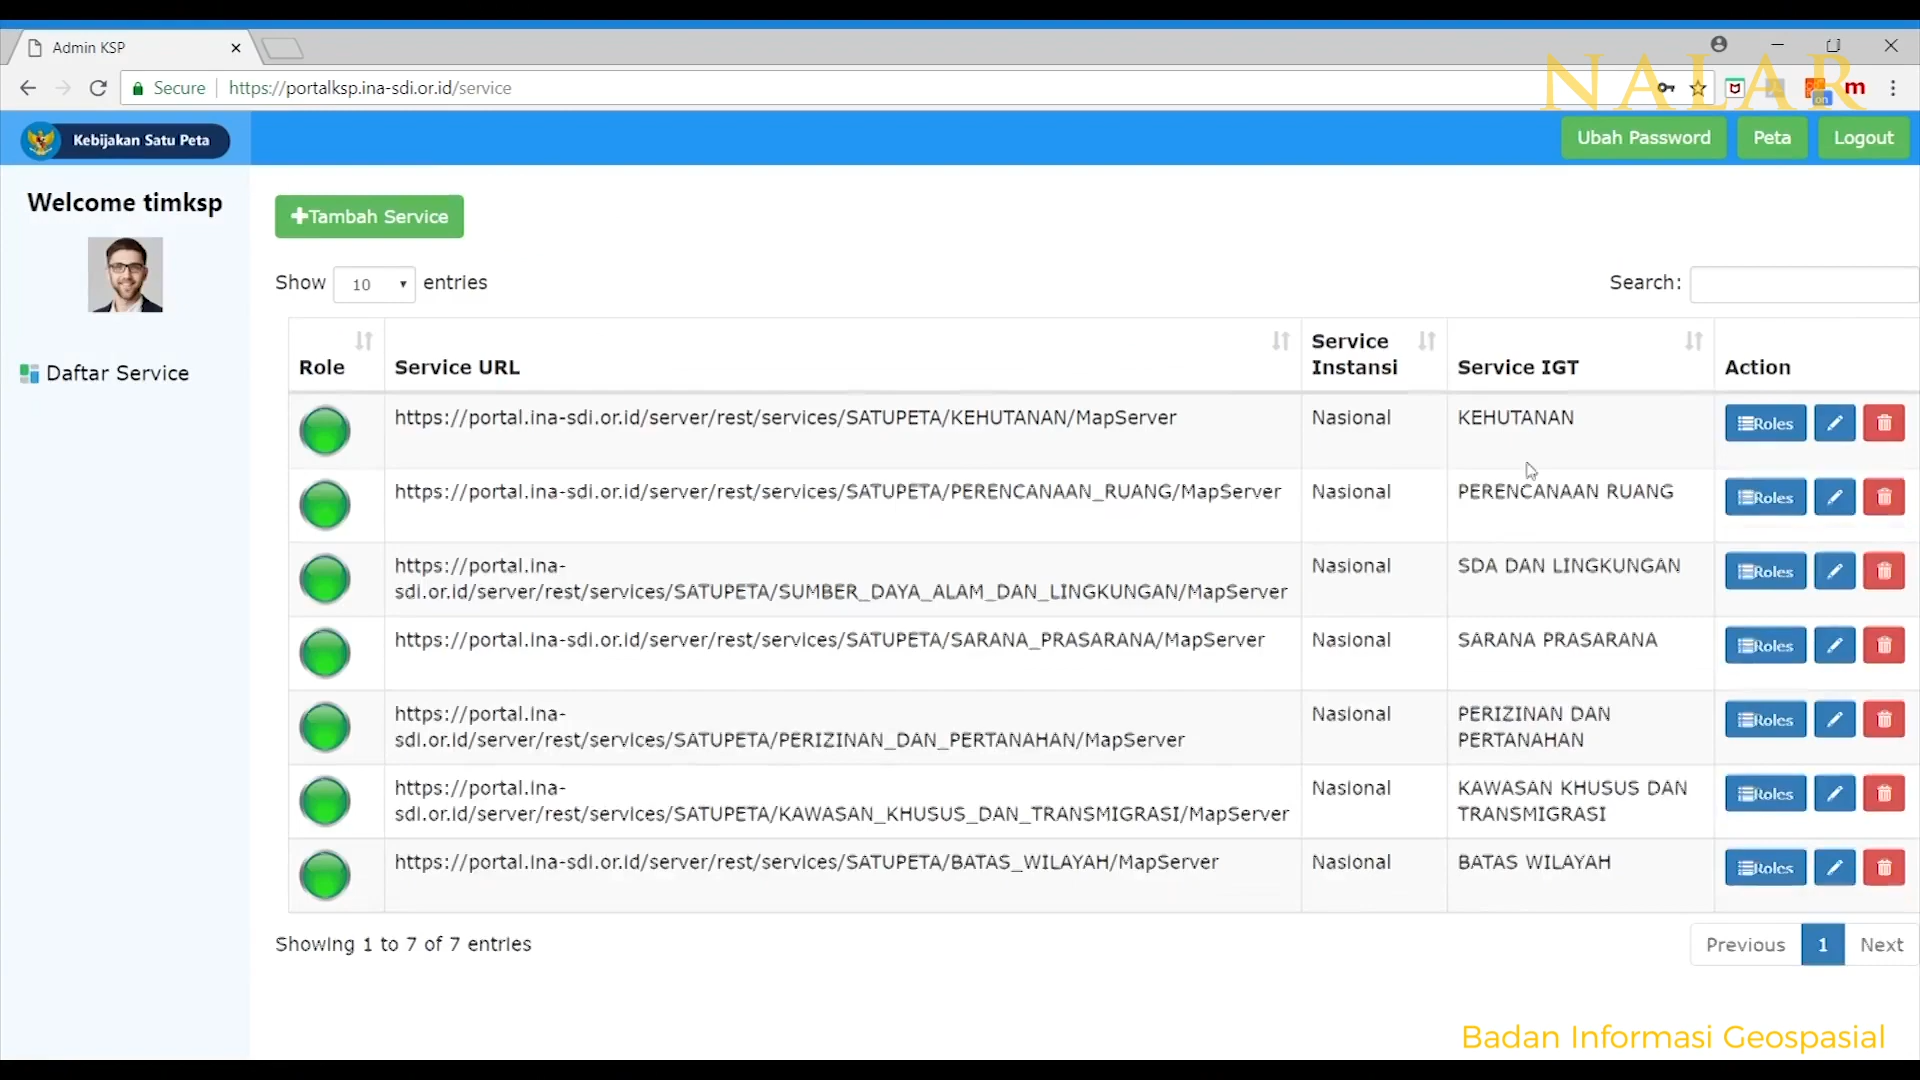 Admin KSP
NALAR
Secure
https://portalksp.ina-sdi.or.id/service
on
m
Kebijakan Satu Peta
Ubah Password
Peta
Logout
Welcome timksp
Tambah Service
Show 10 entries
Search:
Daftar Service
Role
Service URL
Service
Instansi
Service IGT
Action
https://portal.ina-sdi.or.id/server/rest/services/SATUPETA/KEHUTANAN/MapServer
Nasional
KEHUTANAN
Roles
https://portal.ina-sdi.or.id/server/rest/services/SATUPETA/PERENCANAAN_RUANG/MapServer
Nasional
PERENCANAAN RUANG
Roles
https://portal.ina-
sdi.or.id/server/rest/services/SATUPETA/SUMBER_DAYA_ALAM_DAN_LINGKUNGAN/MapServer
Nasional
SDA DAN LINGKUNGAN
Roles
https://portal.ina-sdi.or.id/server/rest/services/SATUPETA/SARANA_PRASARANA/MapServer
Nasional
SARANA PRASARANA
Roles
https://portal.ina-
sdi.or.id/server/rest/services/SATUPETA/PERIZINAN_DAN_PERTANAHAN/MapServer
Nasional
PERIZINAN DAN
PERTANAHAN
Roles
https://portal.ina-
sdi.or.id/server/rest/services/SATUPETA/KAWASAN_KHUSUS_DAN_TRANSMIGRASI/MapServer
Nasional
KAWASAN KHUSUS DAN
TRANSMIGRASI
Roles
https://portal.ina-sdi.or.id/server/rest/services/SATUPETA/BATAS_WILAYAH/MapServer
Nasional
BATAS WILAYAH
Roles
Showing 1 to 7 of 7 entries
Previous
1
Next
Badan Informasi Geospasial